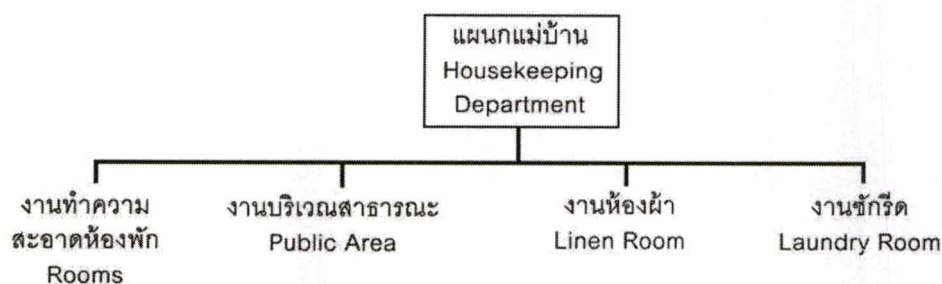 แผนกแม่บ้าน
Housekeeping
Department
งานทำความ
สะอาดห้องพัก
Rooms
งานบริเวณสาธารณะ
Public Area
งานห้องผ้า
Linen Room
งานซักรีด
Laundry Room